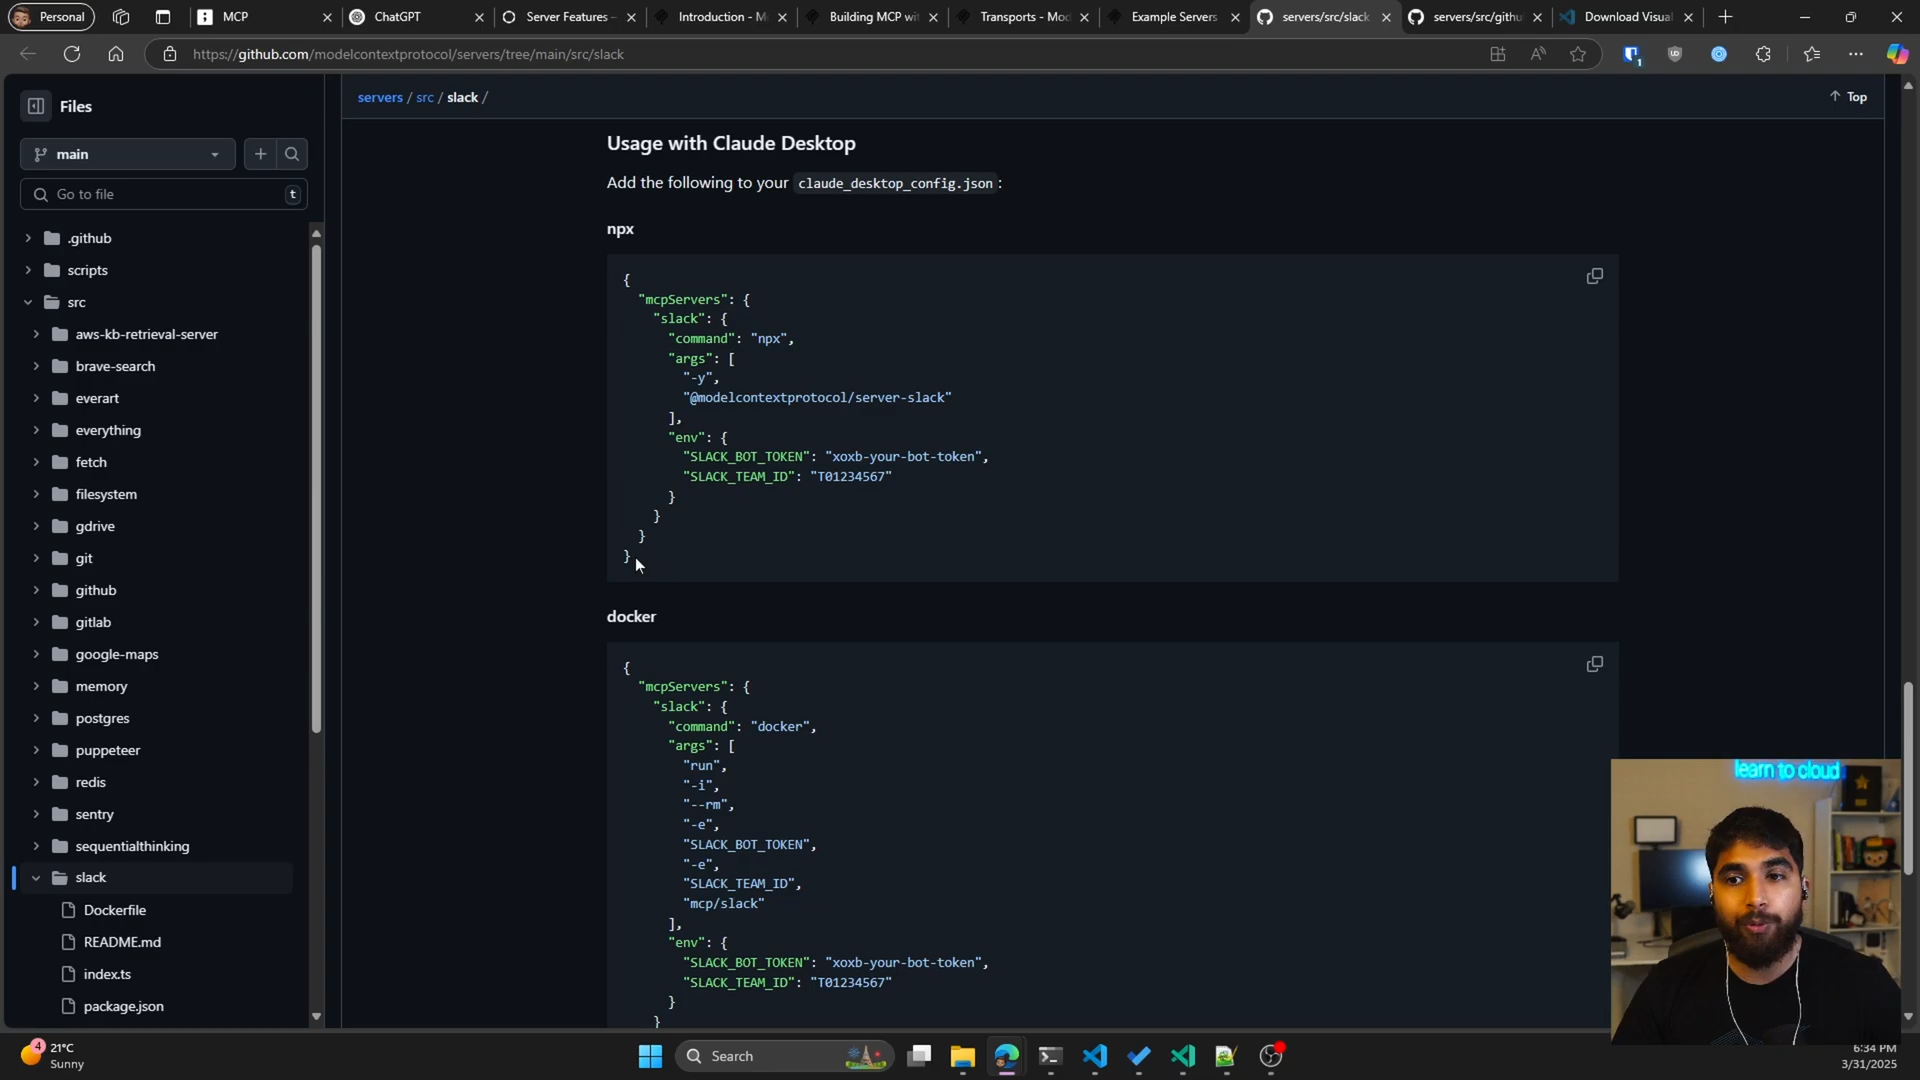 Personal
MCP
ChatGPT
Server Features -
Introduction - M
Building MCP wit
Transports - Mod
Example Servers
servers/src/slack
servers/src/githu
Download Visual
https://github.com/modelcontextprotocol/servers/tree/main/src/slack
1
Files
servers / src / slack /
Top
main
Go to file
t
.github
scripts
src
aws-kb-retrieval-server
brave-search
everart
everything
fetch
filesystem
gdrive
git
github
gitlab
google-maps
memory
postgres
puppeteer
redis
sentry
sequentialthinking
slack
Dockerfile
README.md
index.ts
package.json
Usage with Claude Desktop
Add the following to your claude_desktop_config.json :
npx
{
"mcpServers": {
"slack": {
"command": "npx",
"args": [
"-y",
"@modelcontextprotocol/server-slack"
],
"env": {
"SLACK_BOT_TOKEN": "xoxb-your-bot-token",
"SLACK_TEAM_ID": "T01234567"
}
}
}
}
docker
{
"mcpServers": {
"slack": {
"command": "docker",
"args": [
"run",
"-i",
"--rm",
"-e",
"SLACK_BOT_TOKEN",
"-e",
"SLACK_TEAM_ID",
"mcp/slack"
],
"env": {
"SLACK_BOT_TOKEN": "xoxb-your-bot-token",
"SLACK_TEAM_ID": "T01234567"
}
}
learn to cloud
4
21°C
Sunny
Search
6:34 PM
3/31/2025